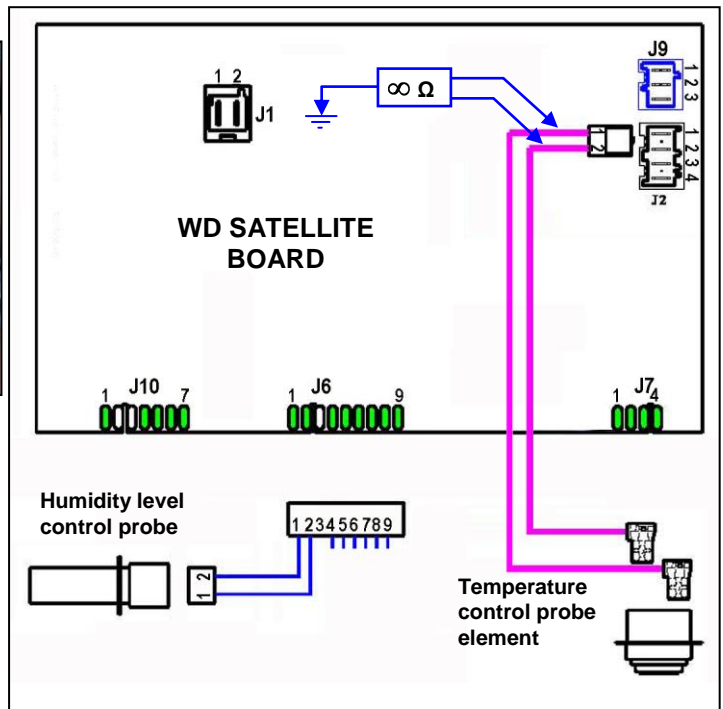 J9
1 2
J1
1
2
3
∞ Ω
1
2
1
2
3
4
J2
WD SATELLITE
BOARD
J10
1 7
J6
1 9
J7
1 4
Humidity level
control probe
1 2 3 4 5 6 7 8 9
1 2
Temperature
control probe
element